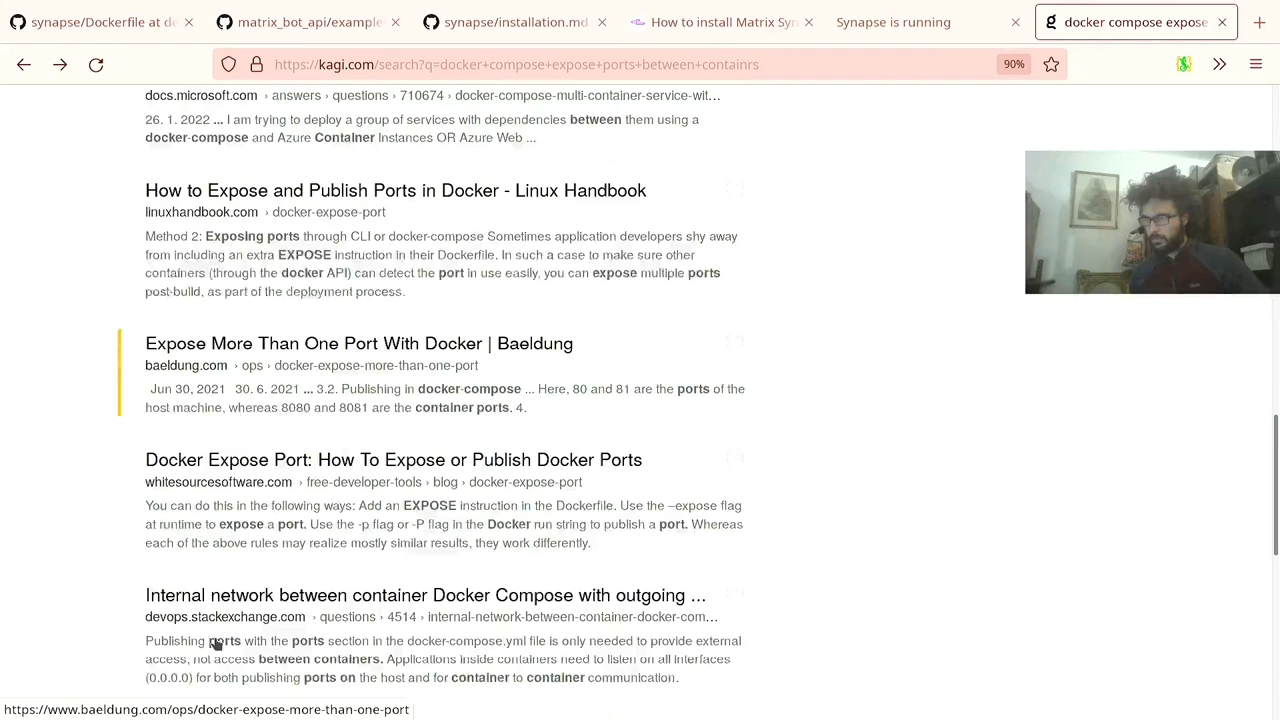 synapse/Dockerfile at de
matrix_bot_api/example-
synapse/installation.md
How to install Matrix Syn
Synapse is running
docker compose expose
https://kagi.com/search?q=docker+compose+expose+ports+between+containrs
90%
docs.microsoft.com › answers › questions › 710674 › docker-compose-multi-container-service-wit...
26. 1. 2022 ... I am trying to deploy a group of services with dependencies between them using a
docker-compose and Azure Container Instances OR Azure Web ...
How to Expose and Publish Ports in Docker - Linux Handbook
linuxhandbook.com › docker-expose-port
Method 2: Exposing ports through CLI or docker-compose Sometimes application developers shy away
from including an extra EXPOSE instruction in their Dockerfile. In such a case to make sure other
containers (through the docker API) can detect the port in use easily, you can expose multiple ports
post-build, as part of the deployment process.
Expose More Than One Port With Docker | Baeldung
baeldung.com › ops › docker-expose-more-than-one-port
Jun 30, 2021 30. 6. 2021 ... 3.2. Publishing in docker-compose ... Here, 80 and 81 are the ports of the
host machine, whereas 8080 and 8081 are the container ports. 4.
Docker Expose Port: How To Expose or Publish Docker Ports
whitesourcesoftware.com › free-developer-tools › blog › docker-expose-port
You can do this in the following ways: Add an EXPOSE instruction in the Dockerfile. Use the –expose flag
at runtime to expose a port. Use the -p flag or -P flag in the Docker run string to publish a port. Whereas
each of the above rules may realize mostly similar results, they work differently.
Internal network between container Docker Compose with outgoing ...
devops.stackexchange.com › questions › 4514 › internal-network-between-container-docker-com...
Publishing ports with the ports section in the docker-compose.yml file is only needed to provide external
access, not access between containers. Applications inside containers need to listen on all interfaces
(0.0.0.0) for both publishing ports on the host and for container to container communication.
https://www.baeldung.com/ops/docker-expose-more-than-one-port